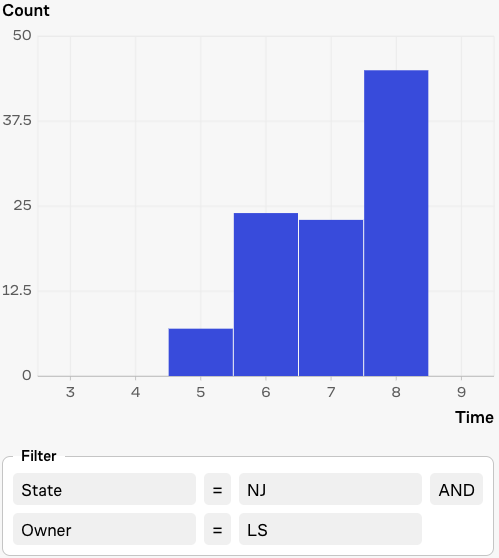 Count
50
37.5
25
12.5
0
3 4 5 6 7 8 9
Time
Filter
State = NJ AND
Owner = LS